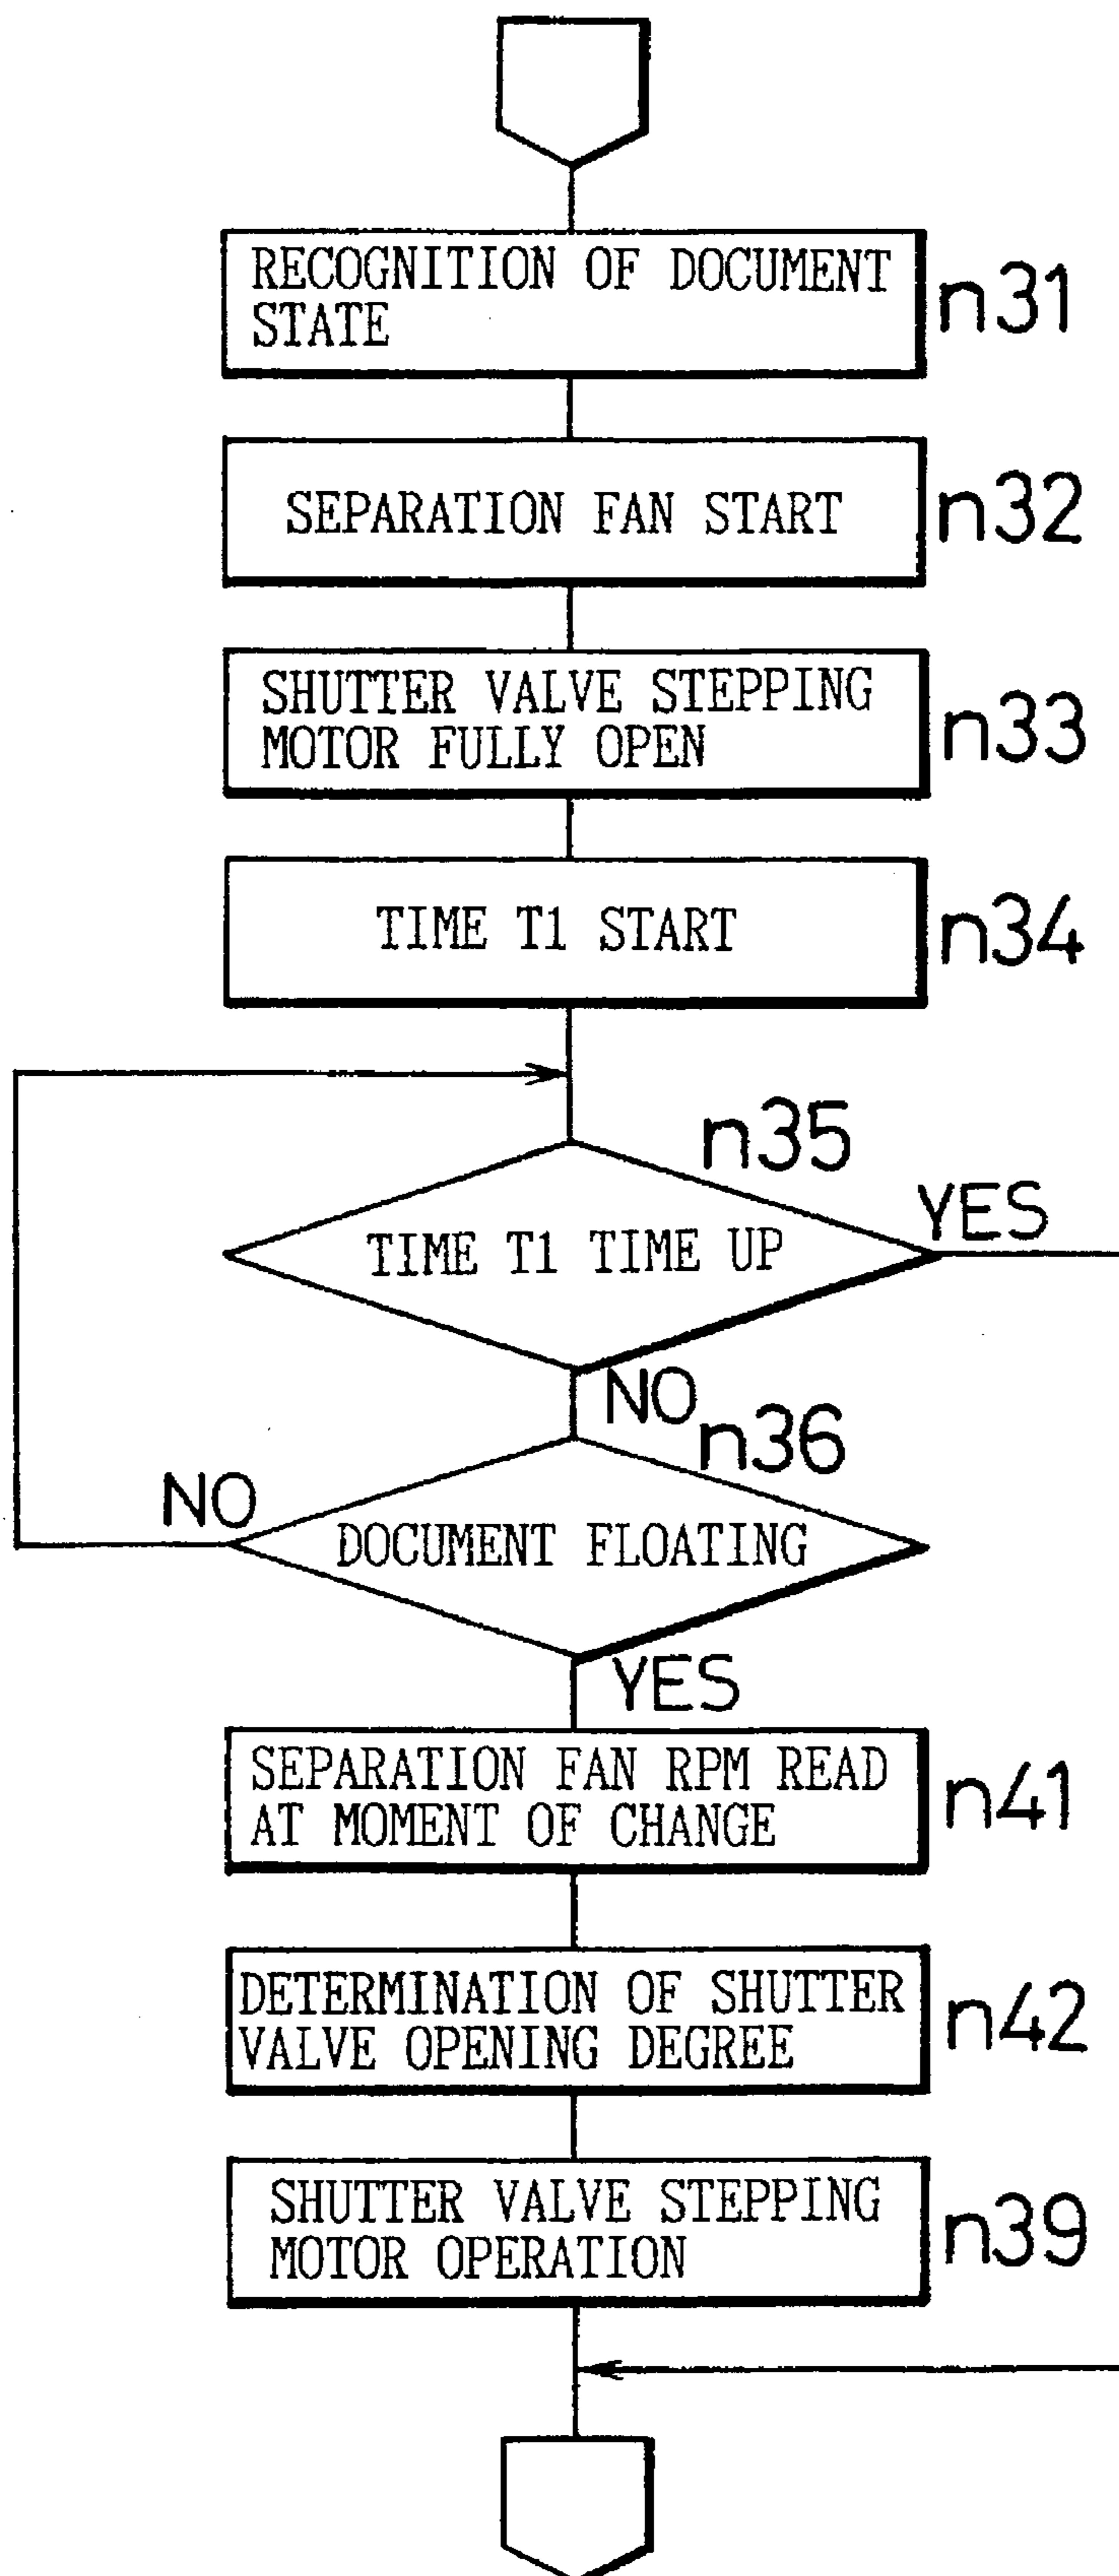 RECOGNITION OF DOCUMENT
STATE
n31
SEPARATION FAN START
n32
SHUTTER VALVE STEPPING
MOTOR FULLY OPEN
n33
TIME T1 START
n34
n35
YES
TIME T1 TIME UP
NO
n36
NO
DOCUMENT FLOATING
YES
SEPARATION FAN RPM READ
AT MOMENT OF CHANGE
n41
DETERMINATION OF SHUTTER
VALVE OPENING DEGREE
n42
SHUTTER VALVE STEPPING
MOTOR OPERATION
n39